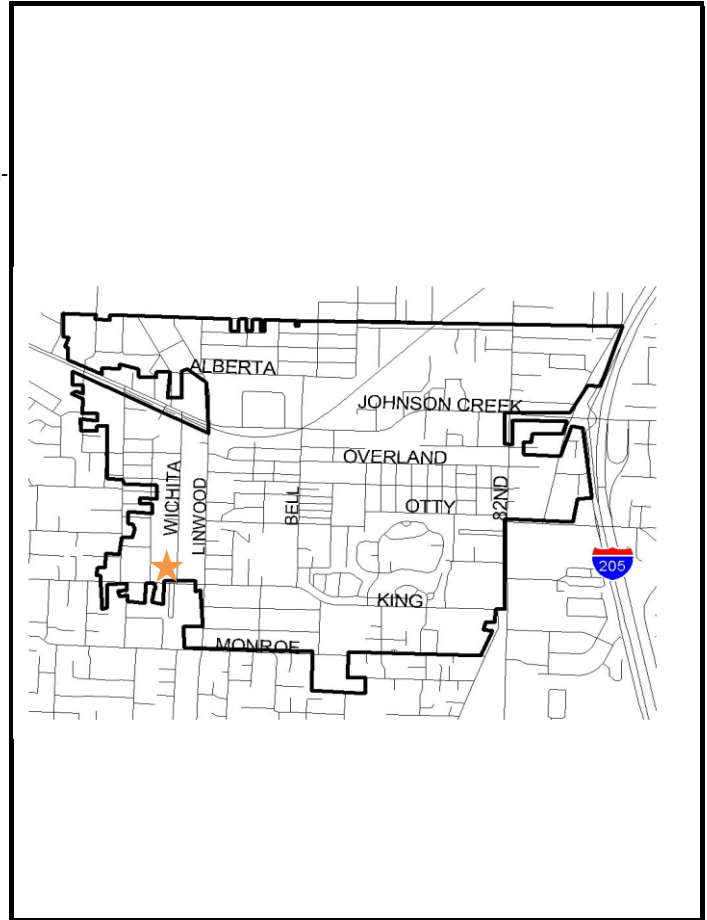 ALBERTA
JOHNSON CREEK
OVERLAND
WICHITA
LINWOOD
BELL
OTTY
82ND
205
KING
MONROE